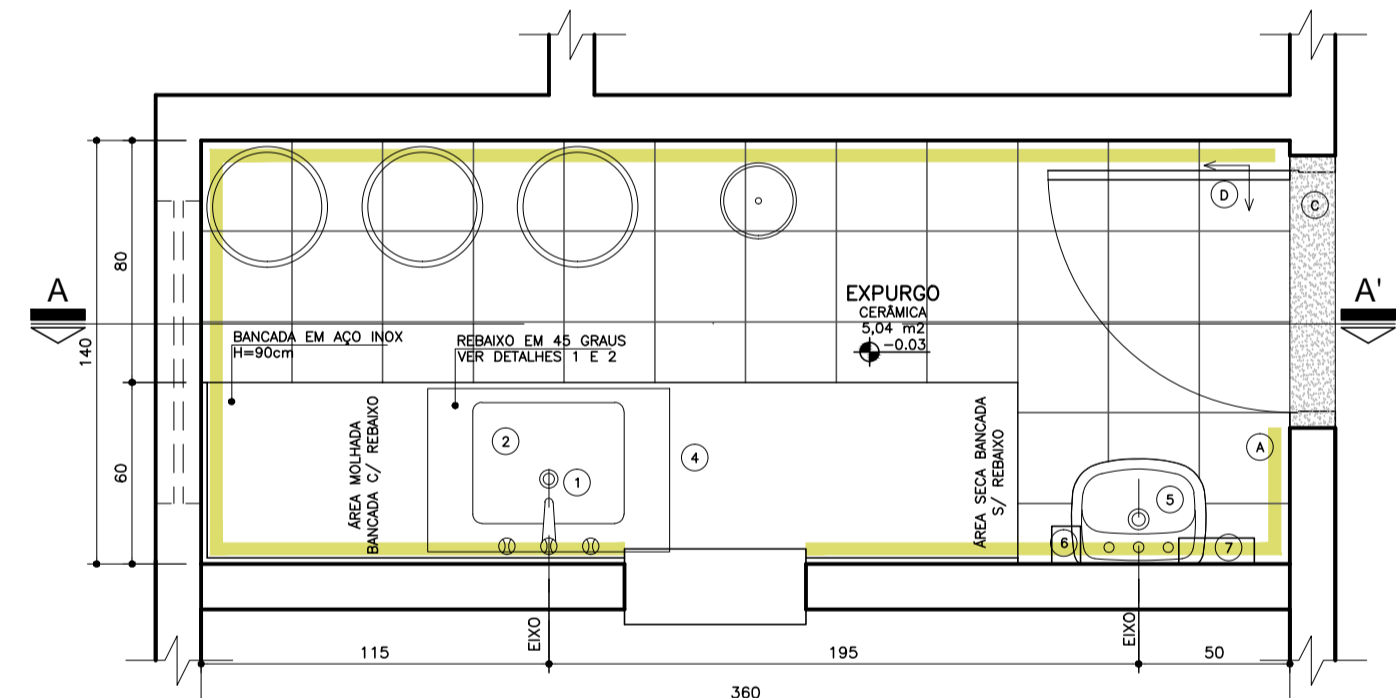 D
C
80
A
A'
EXPURGO
CERÂMICA
5,04 m2
-0.03
140
BANCADA EM AÇO INOX
H=90cm
REBAIXO EM 45 GRAUS
VER DETALHES 1 E 2
ÁREA MOLHADA
BANCADA C/ REBAIXO
2
1
4
ÁREA SECA BANCADA
S/ REBAIXO
A
60
5
6
7
EIXO
EIXO
115
195
50
360